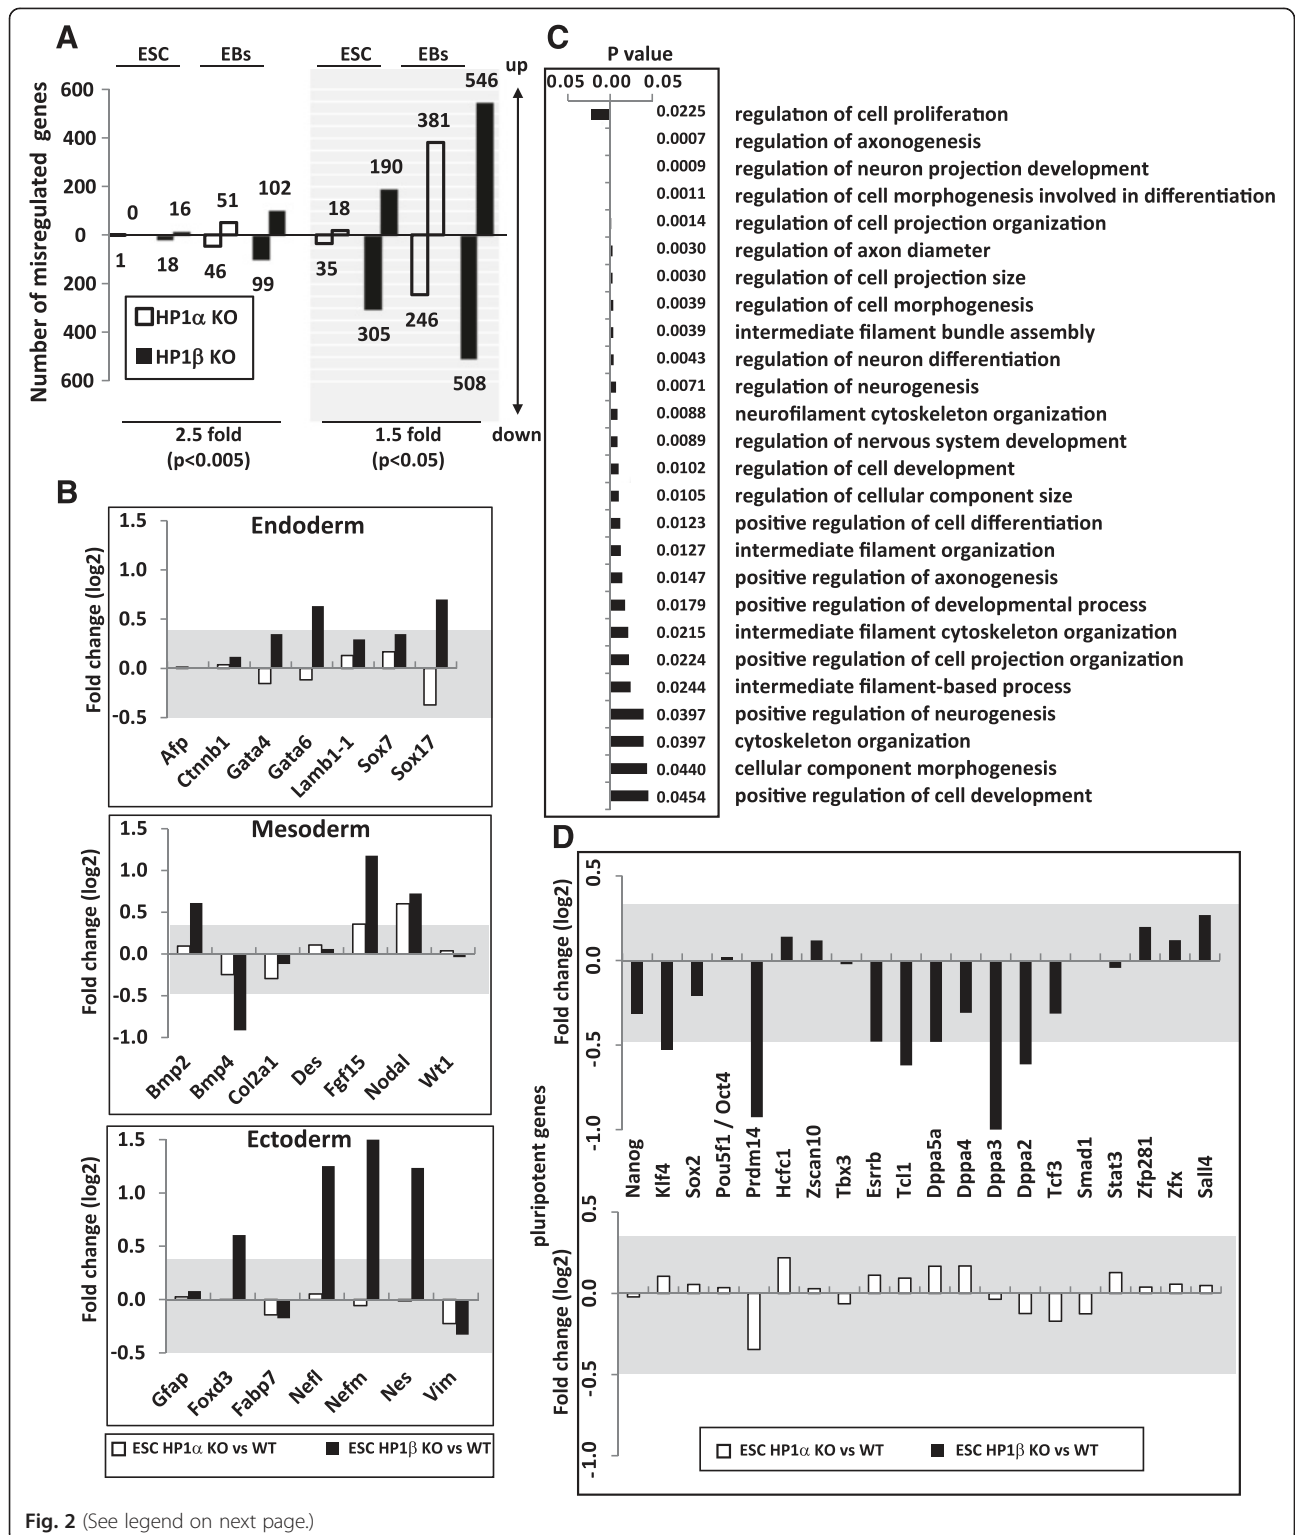 A
ESC EBs ESC EBs
up
Number of misregulated genes
600
400
200
0
200
400
600
0 16 51 102 18 190 381 546
1 18 46 99 35 305 246 508
HP1α KO
HP1β KO
2.5 fold 1.5 fold down
(p<0.005) (p<0.05)
B
Endoderm
Fold change (log2)
1.5
1.0
0.5
0.0
-0.5
Afp Ctnnb1 Gata4 Gata6 Lamb1-1 Sox7 Sox17
Mesoderm
Fold change (log2)
1.5
1.0
0.5
0.0
-0.5
-1.0
Bmp2 Bmp4 Col2a1 Des Fgf15 Nodal Wt1
Ectoderm
Fold change (log2)
1.5
1.0
0.5
0.0
-0.5
Gfap Foxd3 Fabp7 Nefl Nefm Nes Vim
ESC HP1α KO vs WT ESC HP1β KO vs WT
C
P value
0.05 0.00 0.05
0.0225 regulation of cell proliferation
0.0007 regulation of axonogenesis
0.0009 regulation of neuron projection development
0.0011 regulation of cell morphogenesis involved in differentiation
0.0014 regulation of cell projection organization
0.0030 regulation of axon diameter
0.0030 regulation of cell projection size
0.0039 regulation of cell morphogenesis
0.0039 intermediate filament bundle assembly
0.0043 regulation of neuron differentiation
0.0071 regulation of neurogenesis
0.0088 neurofilament cytoskeleton organization
0.0089 regulation of nervous system development
0.0102 regulation of cell development
0.0105 regulation of cellular component size
0.0123 positive regulation of cell differentiation
0.0127 intermediate filament organization
0.0147 positive regulation of axonogenesis
0.0179 positive regulation of developmental process
0.0215 intermediate filament cytoskeleton organization
0.0224 positive regulation of cell projection organization
0.0244 intermediate filament-based process
0.0397 positive regulation of neurogenesis
0.0397 cytoskeleton organization
0.0440 cellular component morphogenesis
0.0454 positive regulation of cell development
D
pluripotent genes
Fold change (log2)
0.5
0.0
-0.5
-1.0
Nanog Klf4 Sox2 Pou5f1 / Oct4 Prdm14 Hcfc1 Zscan10 Tbx3 Esrrb Tcl1 Dppa5a Dppa4 Dppa3 Dppa2 Tcf3 Smad1 Stat3 Zfp281 Zfx Sall4
Fold change (log2)
0.5
0.0
-0.5
-1.0
ESC HP1α KO vs WT ESC HP1β KO vs WT
Fig. 2 (See legend on next page.)